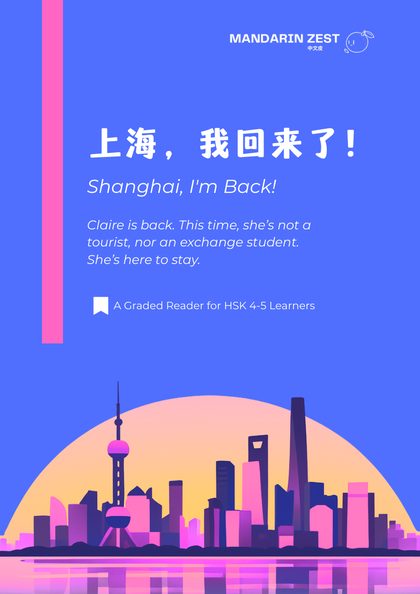 MANDARIN ZEST
中文皮
上海，我回来了！
Shanghai, I'm Back!
Claire is back. This time, she's not a
tourist, nor an exchange student.
She's here to stay.
A Graded Reader for HSK 4-5 Learners